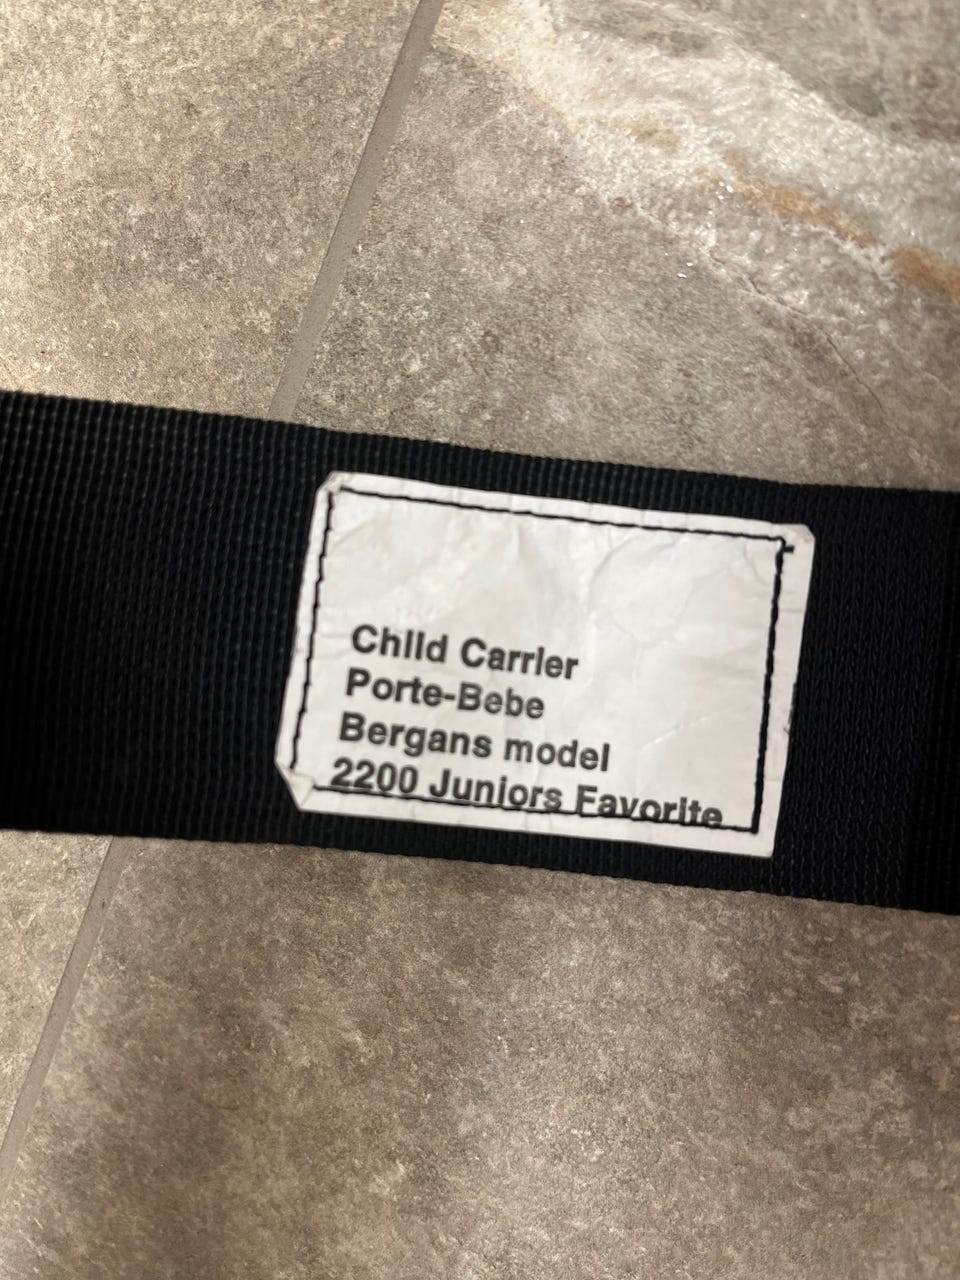 Child Carrier
Porte-Bebe
Bergans model
2200 Juniors Favorite